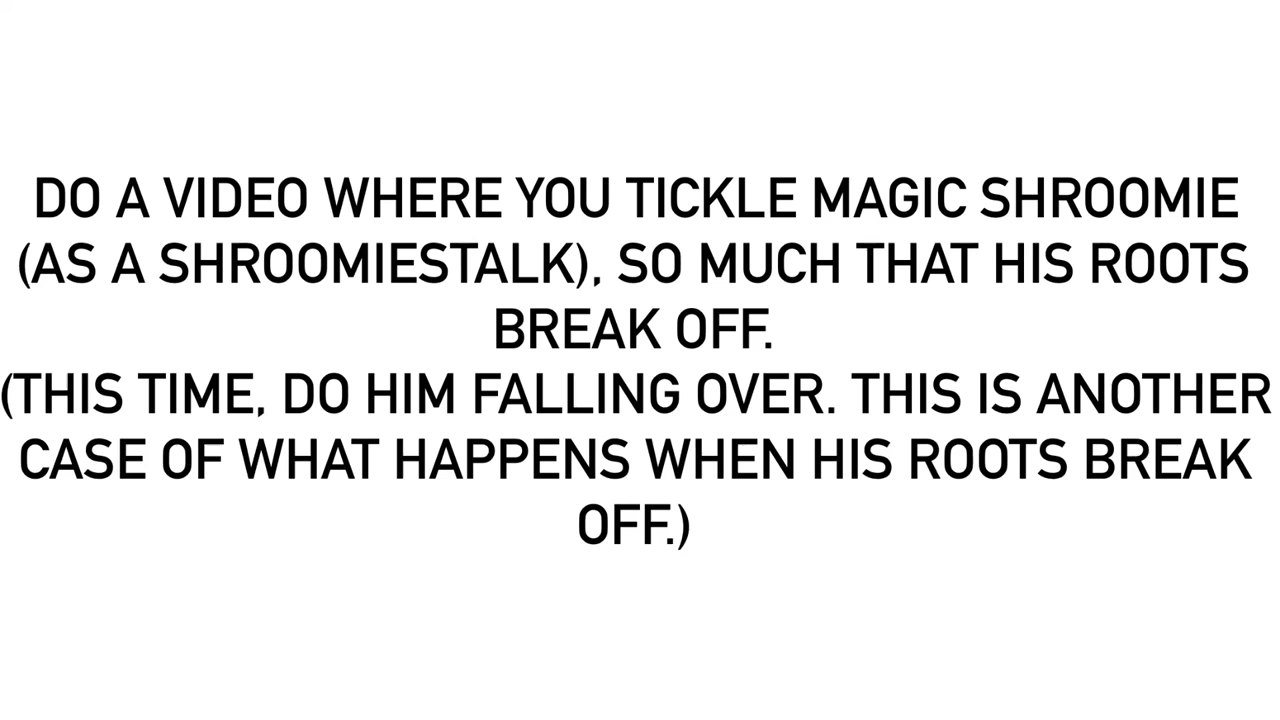 DO A VIDEO WHERE YOU TICKLE MAGIC SHROOMIE
(AS A SHROOMIESTALK), SO MUCH THAT HIS ROOTS
BREAK OFF.
(THIS TIME, DO HIM FALLING OVER. THIS IS ANOTHER
CASE OF WHAT HAPPENS WHEN HIS ROOTS BREAK
OFF.)